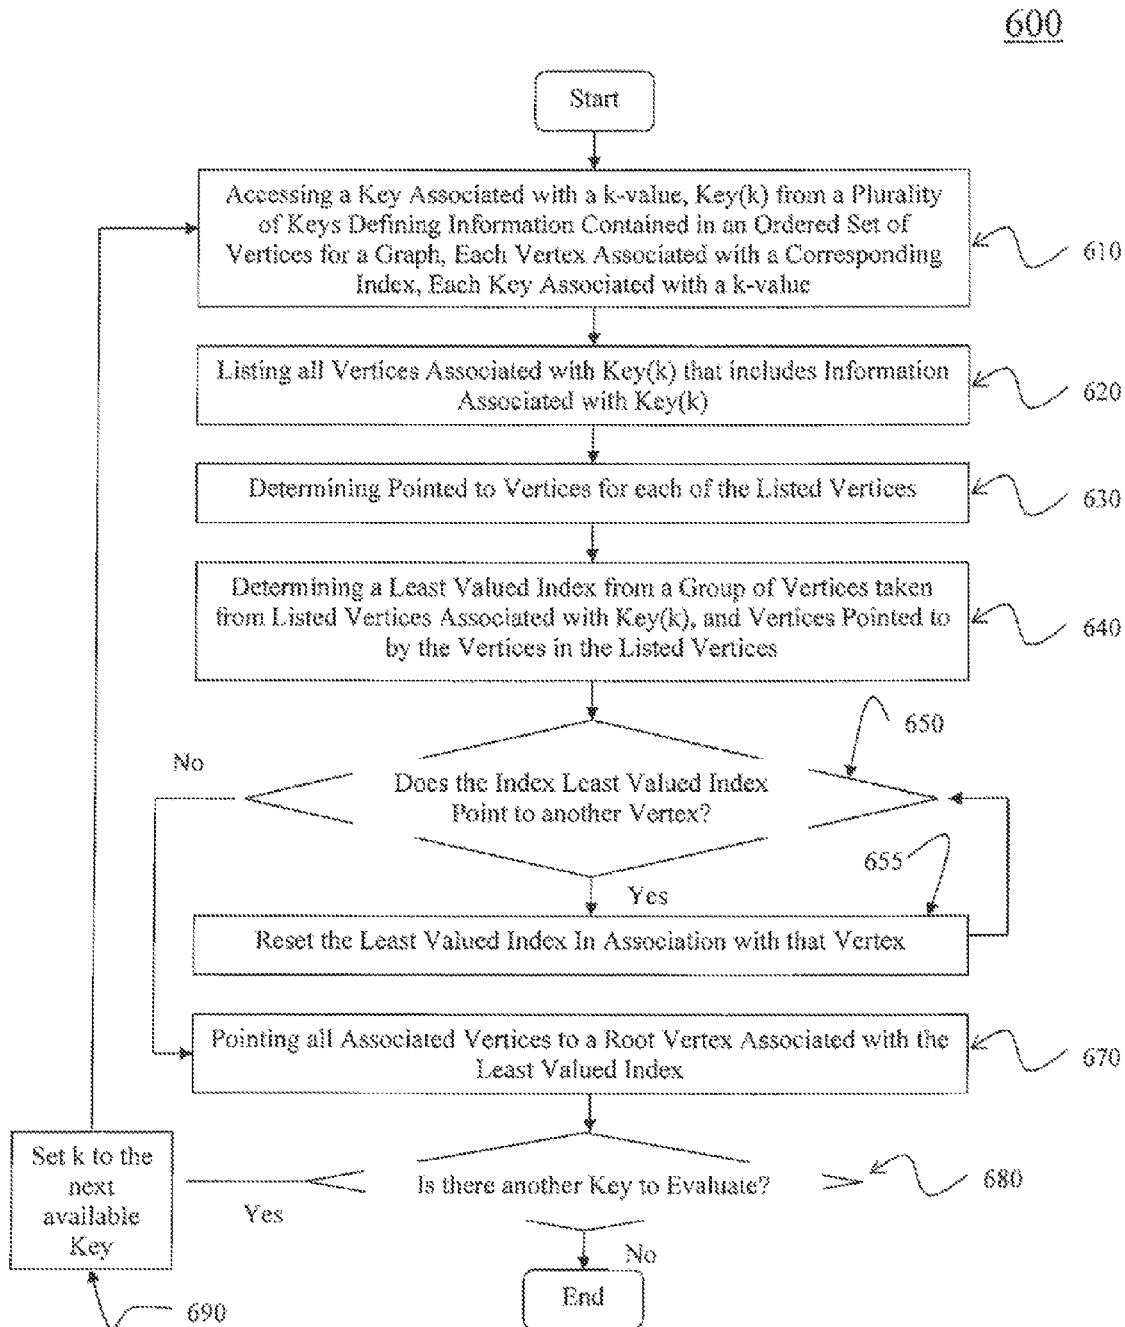 600
Start
Accessing a Key Associated with a k-value, Key(k) from a Plurality
of Keys Defining Information Contained in an Ordered Set of
Vertices for a Graph, Each Vertex Associated with a Corresponding
Index, Each Key Associated with a k-value
610
Listing all Vertices Associated with Key(k) that includes Information
Associated with Key(k)
620
Determining Pointed to Vertices for each of the Listed Vertices
630
Determining a Least Valued Index from a Group of Vertices taken
from Listed Vertices Associated with Key(k), and Vertices Pointed to
by the Vertices in the Listed Vertices
640
650
No
Does the Index Least Valued Index
Point to another Vertex?
655
Yes
Reset the Least Valued Index In Association with that Vertex
Pointing all Associated Vertices to a Root Vertex Associated with the
Least Valued Index
670
Set k to the
next
available
Key
Is there another Key to Evaluate?
680
Yes
No
End
690